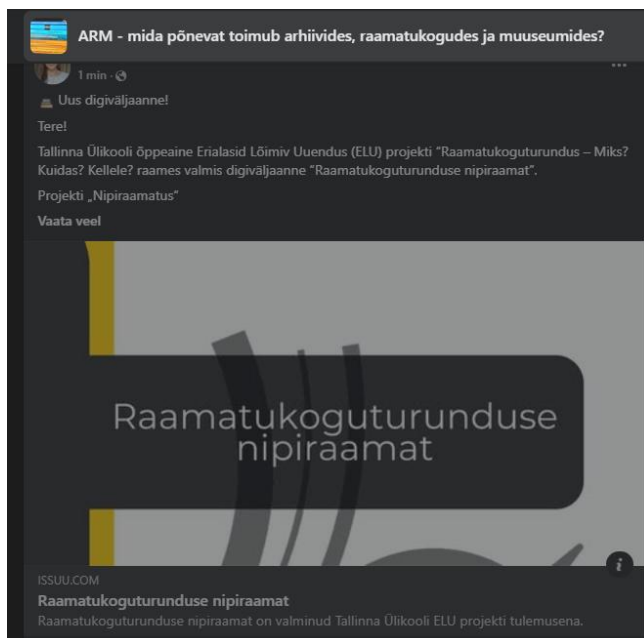 ARM - mida põnevat toimub arhiivides, raamatukogudes ja muuseumides?
1 min ·
Uus digiväljaanne!
Tere!
Tallinna Ülikooli õppeaine Erialasid Lõimiv Uuendus (ELU) projekti "Raamatukoguturundus – Miks?
Kuidas? Kellele? raames valmis digiväljaanne "Raamatukoguturunduse nipiraamat".
Projekti „Nipiraamatus“
Vaata veel
Raamatukoguturunduse
nipiraamat
ISSUU.COM
Raamatukoguturunduse nipiraamat
Raamatukoguturunduse nipiraamat on valminud Tallinna Ülikooli ELU projekti tulemusena.